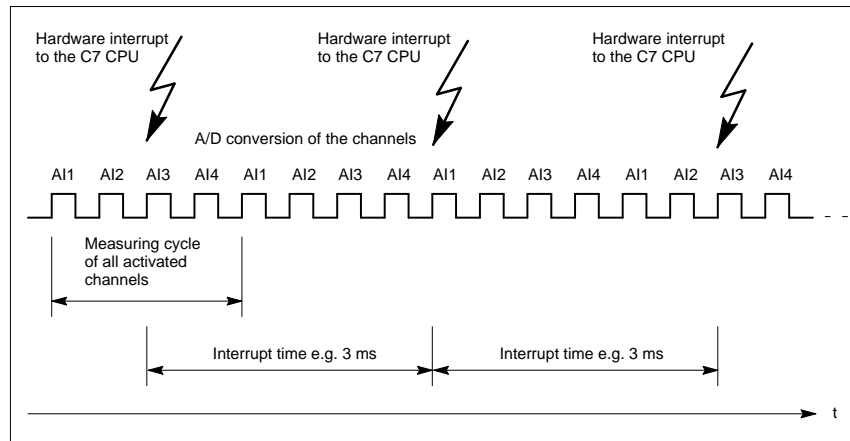 Hardware interrupt
to the C7 CPU
Hardware interrupt
to the C7 CPU
Hardware interrupt
to the C7 CPU
A/D conversion of the channels
AI1 AI2 AI3 AI4 AI1 AI2 AI3 AI4 AI1 AI2 AI3 AI4 AI1 AI2 AI3 AI4
Measuring cycle
of all activated
channels
Interrupt time e.g. 3 ms Interrupt time e.g. 3 ms
t